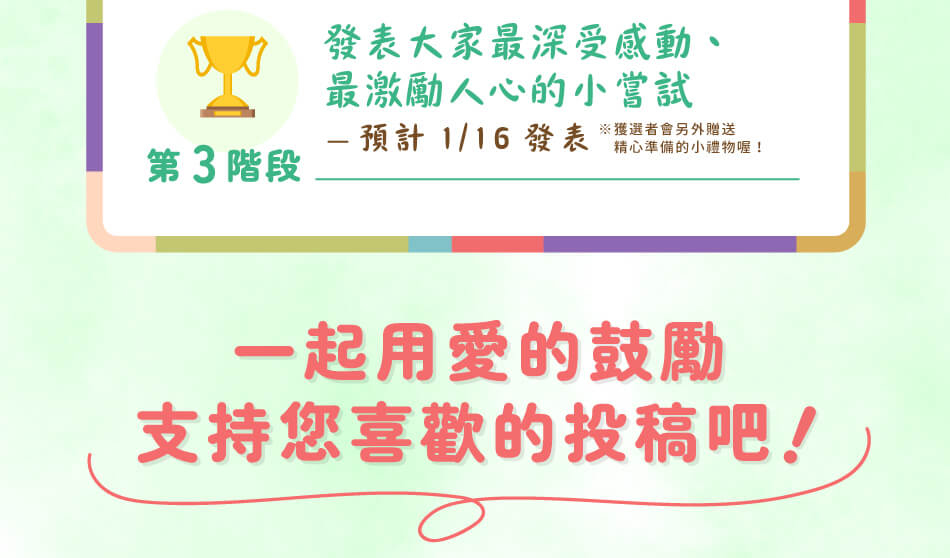 發表大家最深受感動、
最激勵人心的小嘗試
— 預計 1/16 發表
※獲選者會另外贈送
精心準備的小禮物喔！
第3階段
一起用愛的鼓勵
支持您喜歡的投稿吧！